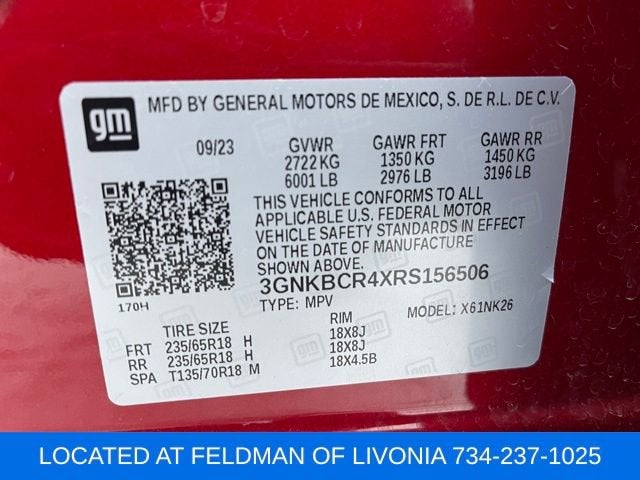 gm
MFD BY GENERAL MOTORS DE MEXICO, S. DE R.L. DE C.V.
09/23 GVWR GAWR FRT GAWR RR
2722 KG 1350 KG 1450 KG
6001 LB 2976 LB 3196 LB
THIS VEHICLE CONFORMS TO ALL
APPLICABLE U.S. FEDERAL MOTOR
VEHICLE SAFETY STANDARDS IN EFFECT
ON THE DATE OF MANUFACTURE
SHOWN ABOVE.
3GNKBCR4XRS156506
170H TYPE: MPV MODEL: X61NK26
TIRE SIZE RIM
FRT 235/65R18 H 18X8J
RR 235/65R18 H 18X8J
SPA T135/70R18 M 18X4.5B
LOCATED AT FELDMAN OF LIVONIA 734-237-1025